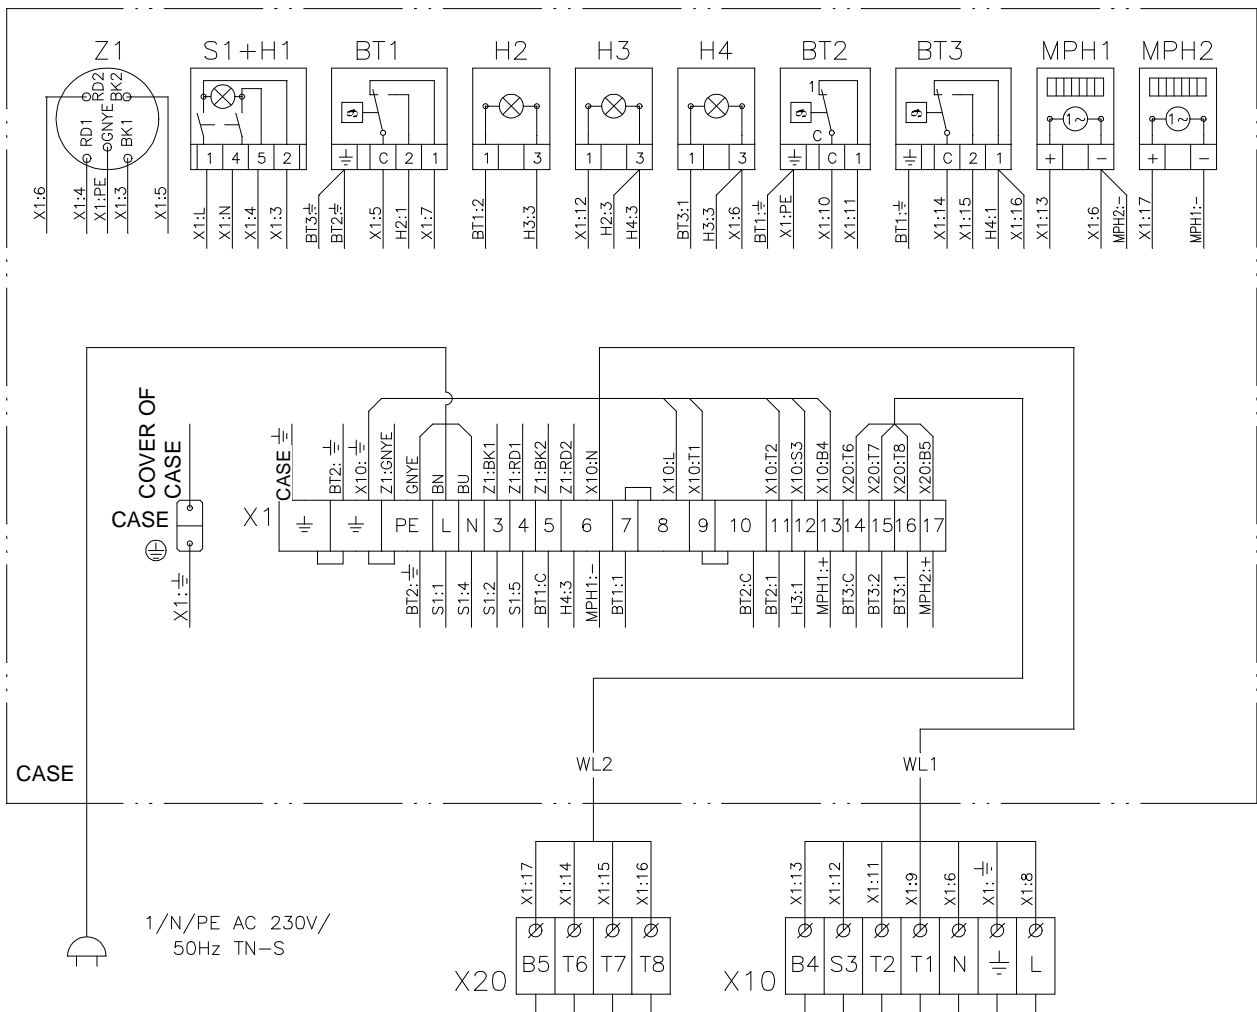 Z1 S1+H1 BT1 H2 H3 H4 BT2 BT3 MPH1 MPH2
RD2 BK2
RD1 GNYE BK1
ϑ 1 ϑ C ϑ 1~ 1~
1 4 5 2
⏚ C 2 1
1 3
1 3
1 3
⏚ C 1
⏚ C 2 1
+ −
+ −
X1:6 X1:4 X1:PE X1:3 X1:5
X1:L X1:N X1:4 X1:3
BT3:⏚ BT2:⏚ X1:5 H2:1 X1:7
BT1:2 H3:3
X1:12 H2:3 H4:3
BT3:1 H3:3 X1:6
BT1:⏚ X1:PE X1:10 X1:11
BT1:⏚ X1:14 X1:15 H4:1 X1:16
X1:13 X1:6 MPH2:-
X1:17 MPH1:-
COVER OF
CASE
CASE
X1:⏚
CASE ⏚ BT2: ⏚ X10: ⏚ Z1:GNYE GNYE BN BU Z1:BK1 Z1:RD1 Z1:BK2 Z1:RD2 X10:N X10:L X10:T1 X10:T2 X10:S3 X10:B4 X20:T6 X20:T7 X20:T8 X20:B5
X1 ⏚ ⏚ PE L N 3 4 5 6 7 8 9 10 11 12 13 14 15 16 17
BT2:⏚ S1:1 S1:4 S1:2 S1:5 BT1:C H4:3 MPH1:- BT1:1 BT2:C BT2:1 H3:1 MPH1:+ BT3:C BT3:2 BT3:1 MPH2:+
CASE
WL2 WL1
X1:17 X1:14 X1:15 X1:16
X1:13 X1:12 X1:11 X1:9 X1:6 X1: ⏚ X1:8
1/N/PE AC 230V/
50Hz TN-S
X20 B5 T6 T7 T8
X10 B4 S3 T2 T1 N ⏚ L